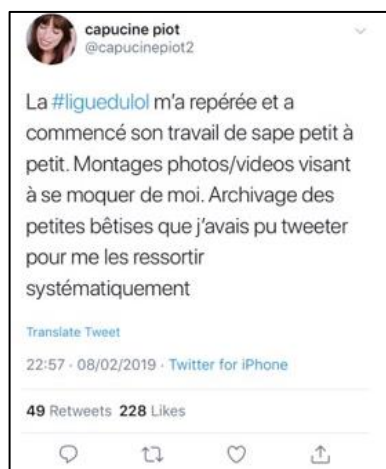 capucine piot
@capucinepiot2
La #liguedulol m'a repérée et a
commencé son travail de sape petit à
petit. Montages photos/videos visant
à se moquer de moi. Archivage des
petites bêtises que j'avais pu tweeter
pour me les ressortir
systématiquement
Translate Tweet
22:57 · 08/02/2019 · Twitter for iPhone
49 Retweets 228 Likes